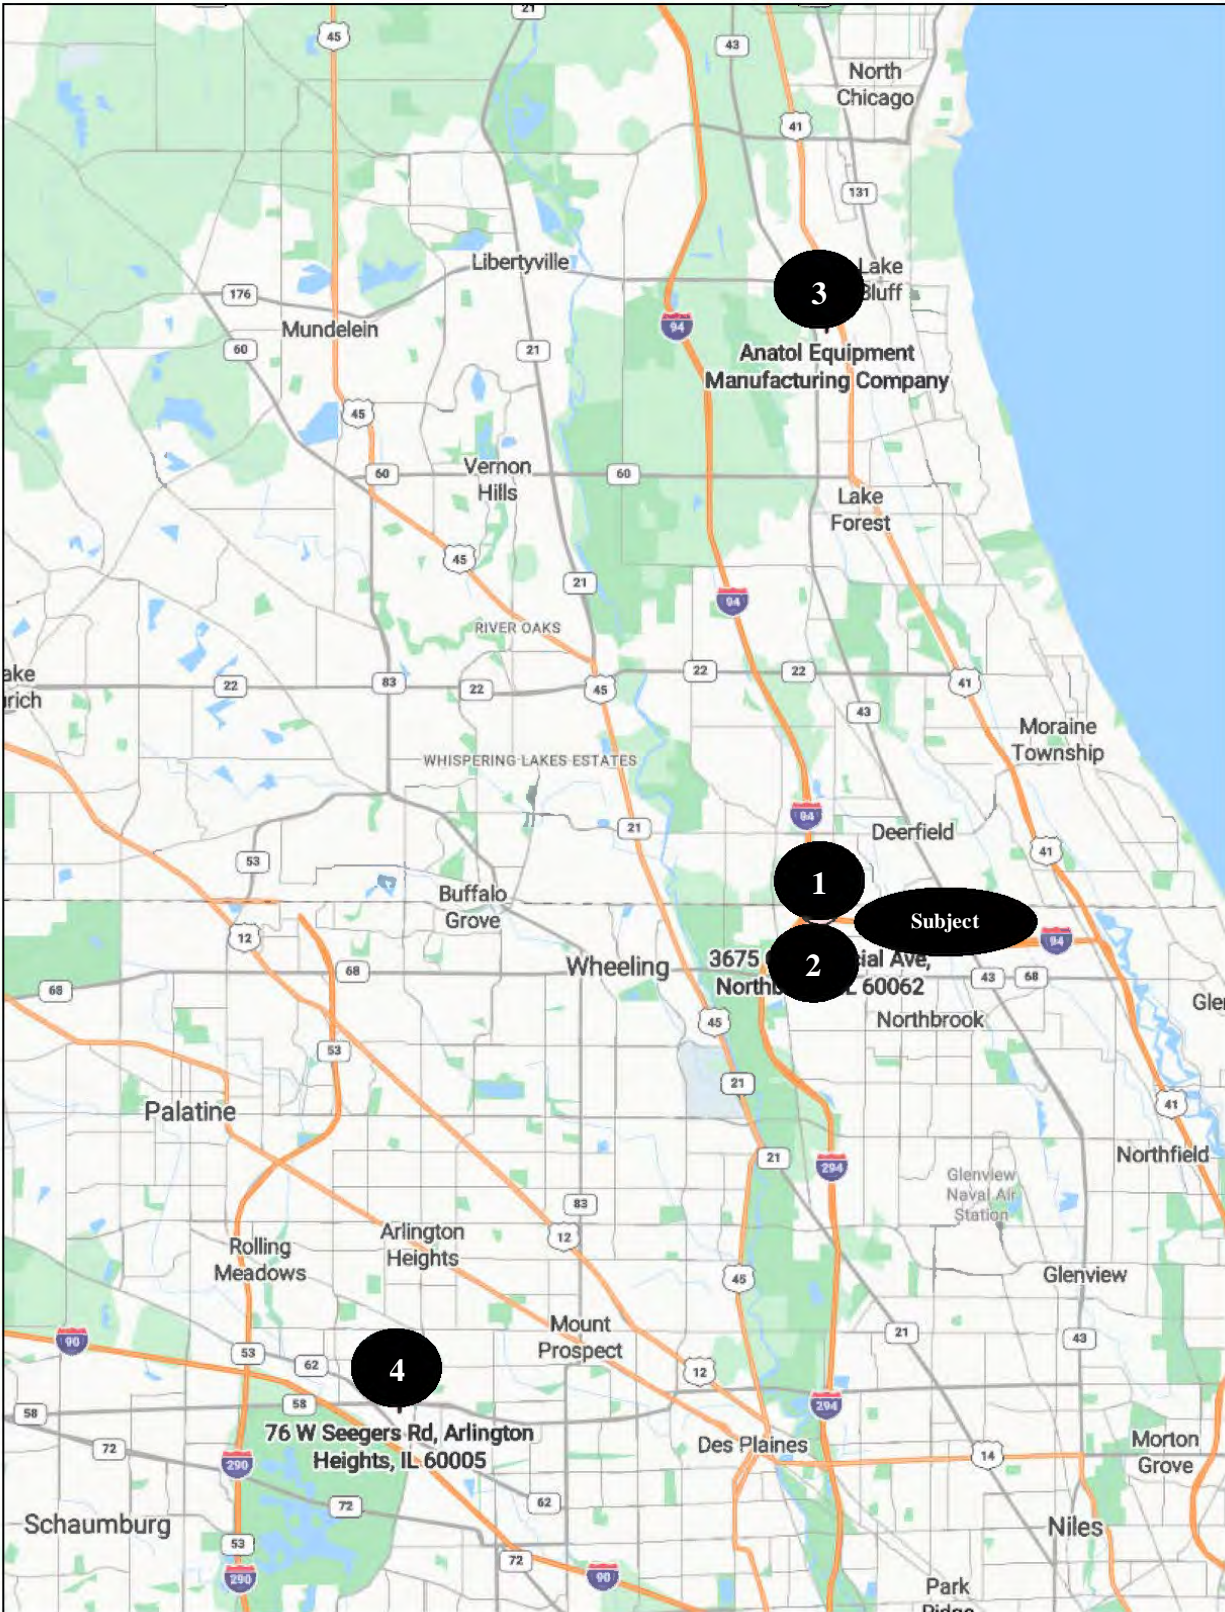 21
45
43
North
Chicago
41
131
Libertyville
Lake
Bluff
3
176
94
Mundelein
60
21
Anatol Equipment
Manufacturing Company
45
Vernon
Hills
60
60
Lake
Forest
45
21
94
RIVER OAKS
22
83
22
45
22
22
41
43
Moraine
Township
WHISPERING LAKES ESTATES
94
21
Deerfield
41
53
1
Buffalo
Grove
Subject
12
94
3675
cial Ave,
2
Wheeling
68
43
68
68
60062
45
Northbrook
53
21
Palatine
41
Northfield
21
294
Glenview
Naval Air
Station
83
Arlington
Heights
12
Rolling
Meadows
45
Glenview
Mount
Prospect
90
53
62
4
21
43
12
58
58
294
76 W Seegers Rd, Arlington
Heights, IL 60005
72
Des Plaines
14
Morton
Grove
290
72
62
Schaumburg
Niles
53
72
290
90
Park